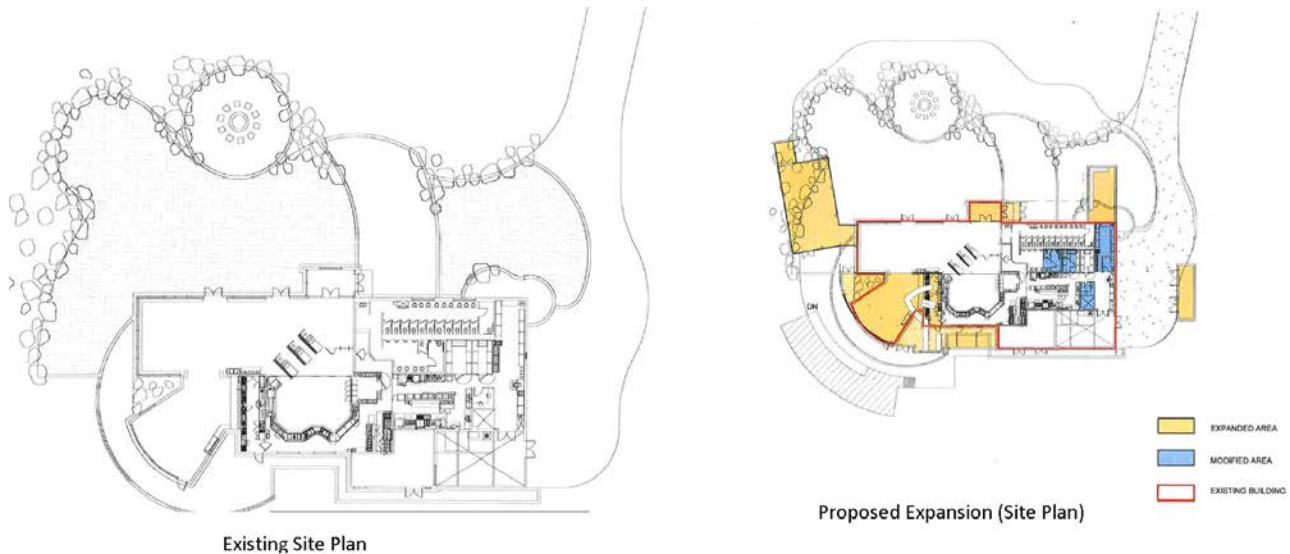 DN
EXPANDED AREA
MODIFIED AREA
EXISTING BUILDING
Proposed Expansion (Site Plan)
Existing Site Plan